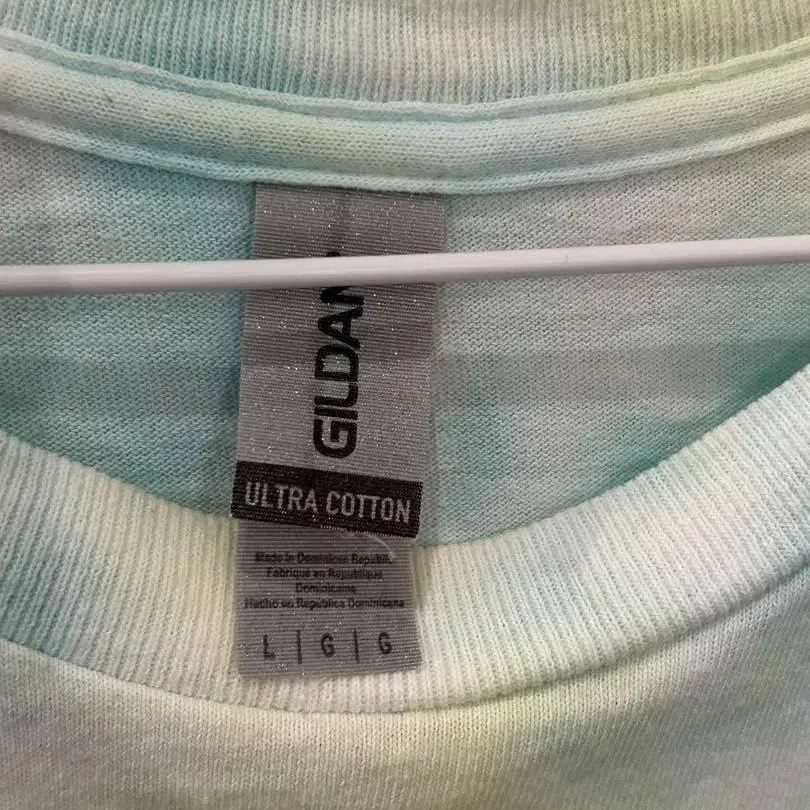 GILDAN
ULTRA COTTON
Made in Dominican Republic
Fabriqué en République
Dominicaine
Hecho en República Dominicana
L | G | G